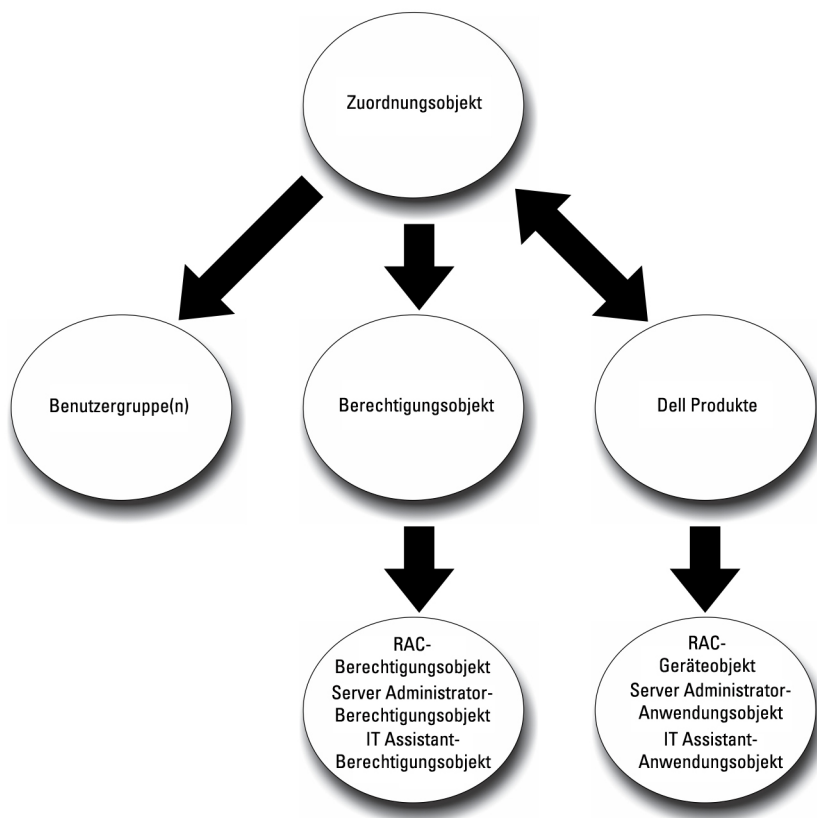 Zuordnungsobjekt
Benutzergruppe(n)
Berechtigungsobjekt
Dell Produkte
RAC-
Berechtigungsobjekt
Server Administrator-
Berechtigungsobjekt
IT Assistant-
Berechtigungsobjekt
RAC-
Geräteobjekt
Server Administrator-
Anwendungsobjekt
IT Assistant-
Anwendungsobjekt